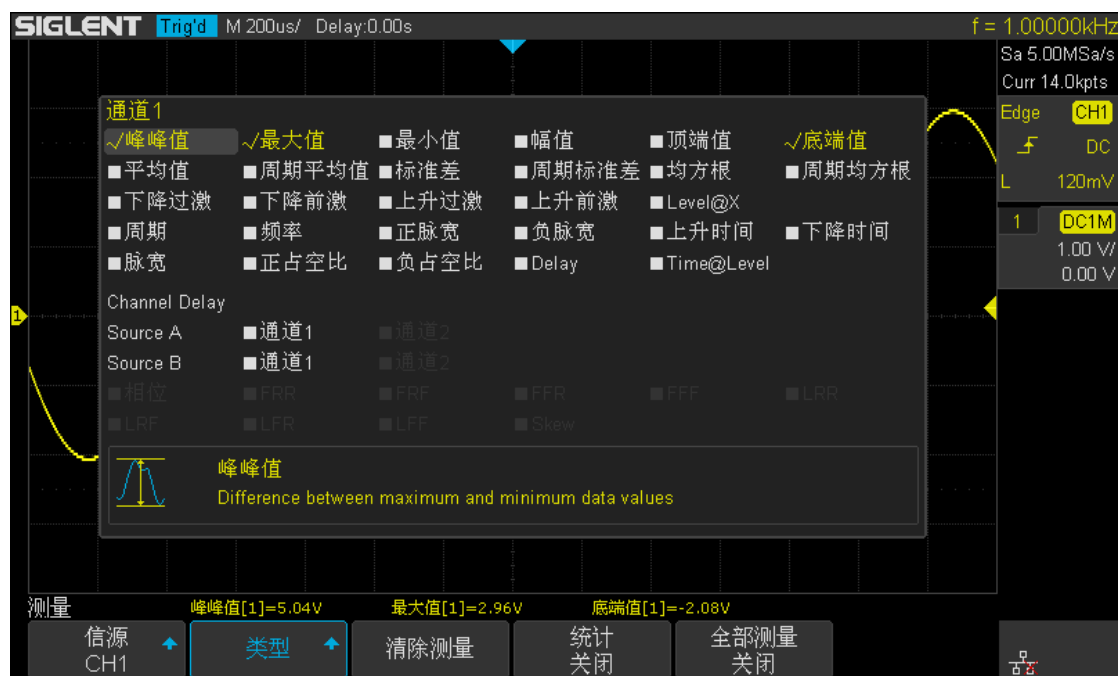 SIGLENT Trig'd M 200us/ Delay:0.00s f = 1.00000kHz
Sa 5.00MSa/s
Curr 14.0kpts
Edge CH1
DC
L 120mV
1 DC1M
1.00 V/
0.00 V
通道1
√峰峰值 √最大值 ■最小值 ■幅值 ■顶端值 √底端值
■平均值 ■周期平均值 ■标准差 ■周期标准差 ■均方根 ■周期均方根
■下降过激 ■下降前激 ■上升过激 ■上升前激 ■Level@X
■周期 ■频率 ■正脉宽 ■负脉宽 ■上升时间 ■下降时间
■脉宽 ■正占空比 ■负占空比 ■Delay ■Time@Level
Channel Delay
Source A ■通道1 ■通道2
Source B ■通道1 ■通道2
■相位 ■FRR ■FRF ■FFR ■FFF ■LRR
■LRF ■LFR ■LFF ■Skew
峰峰值
Difference between maximum and minimum data values
1
测量 峰峰值[1]=5.04V 最大值[1]=2.96V 底端值[1]=-2.08V
信源 类型 清除测量 统计 全部测量
CH1 关闭 关闭